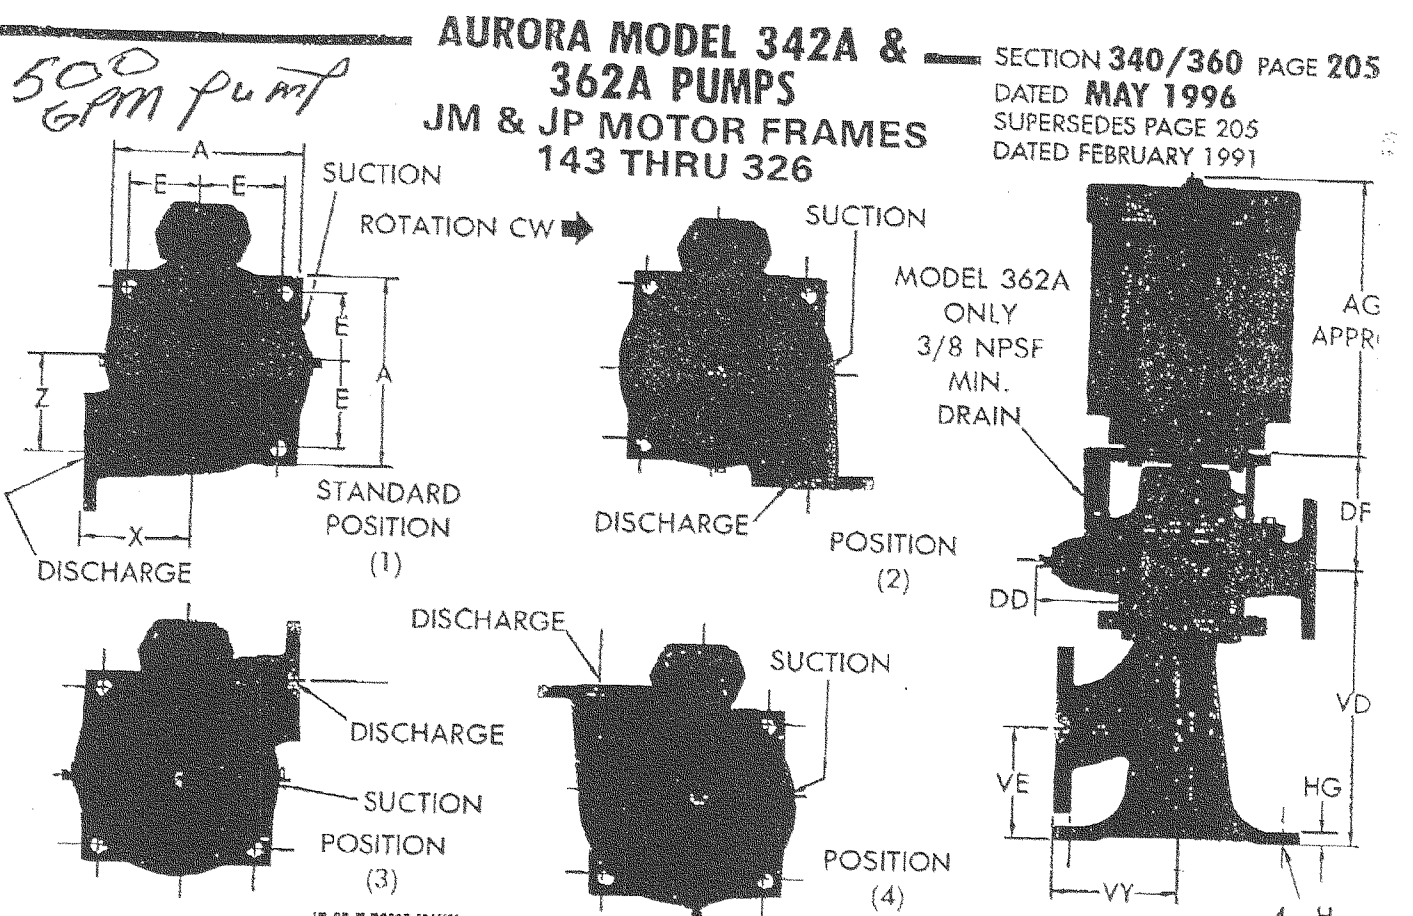 AURORA MODEL 342A &
362A PUMPS
JM & JP MOTOR FRAMES
143 THRU 326
SECTION 340/360 PAGE 205
DATED MAY 1996
SUPERSEDES PAGE 205
DATED FEBRUARY 1991
500
GPM pump
A
E E
SUCTION
ROTATION CW
E
A
E
Z
X
STANDARD
POSITION
(1)
DISCHARGE
SUCTION
DISCHARGE
POSITION
(2)
MODEL 362A
ONLY
3/8 NPSF
MIN.
DRAIN
AG
DF
DD
VD
VE
HG
VY
H
DISCHARGE
SUCTION
POSITION
(3)
DISCHARGE
SUCTION
POSITION
(4)